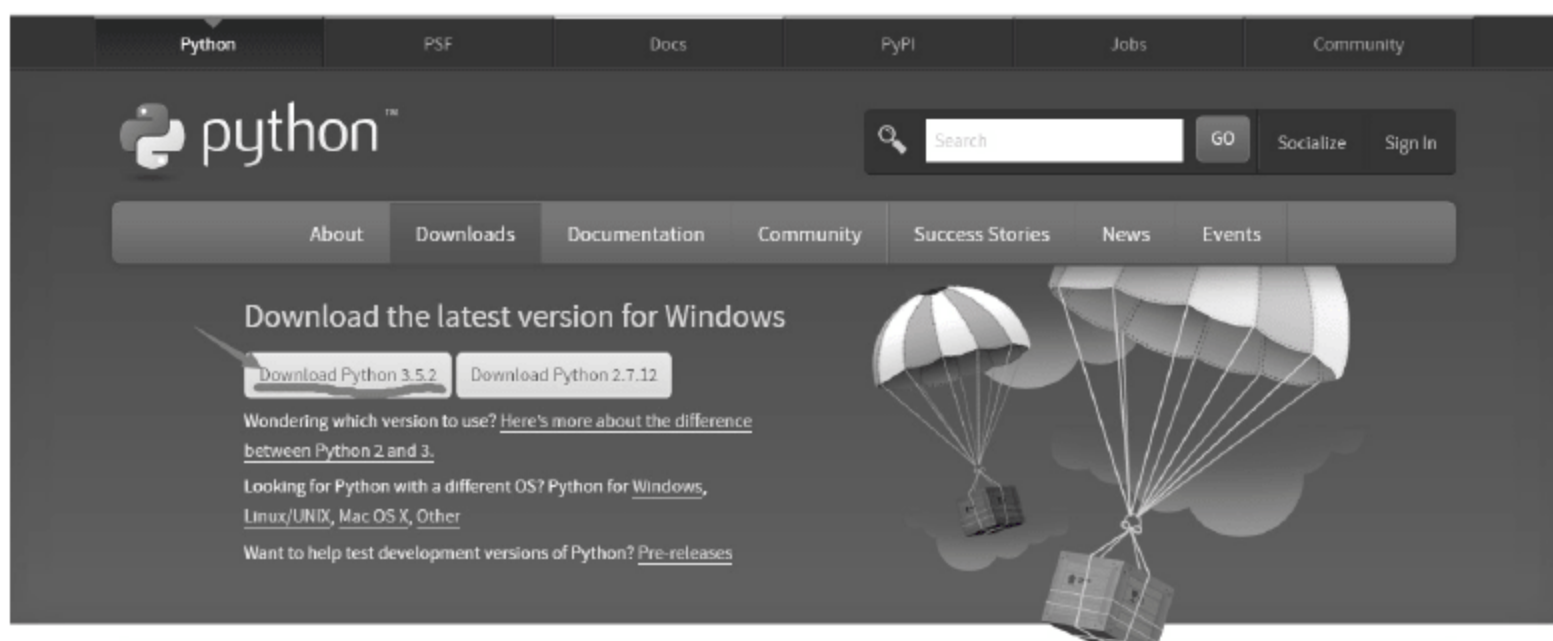 Python PSF Docs PyPI Jobs Community
python™
Search GO Socialize Sign In
About Downloads Documentation Community Success Stories News Events
Download the latest version for Windows
Download Python 3.5.2 Download Python 2.7.12
Wondering which version to use? Here's more about the difference
between Python 2 and 3.
Looking for Python with a different OS? Python for Windows,
Linux/UNIX, Mac OS X, Other
Want to help test development versions of Python? Pre-releases